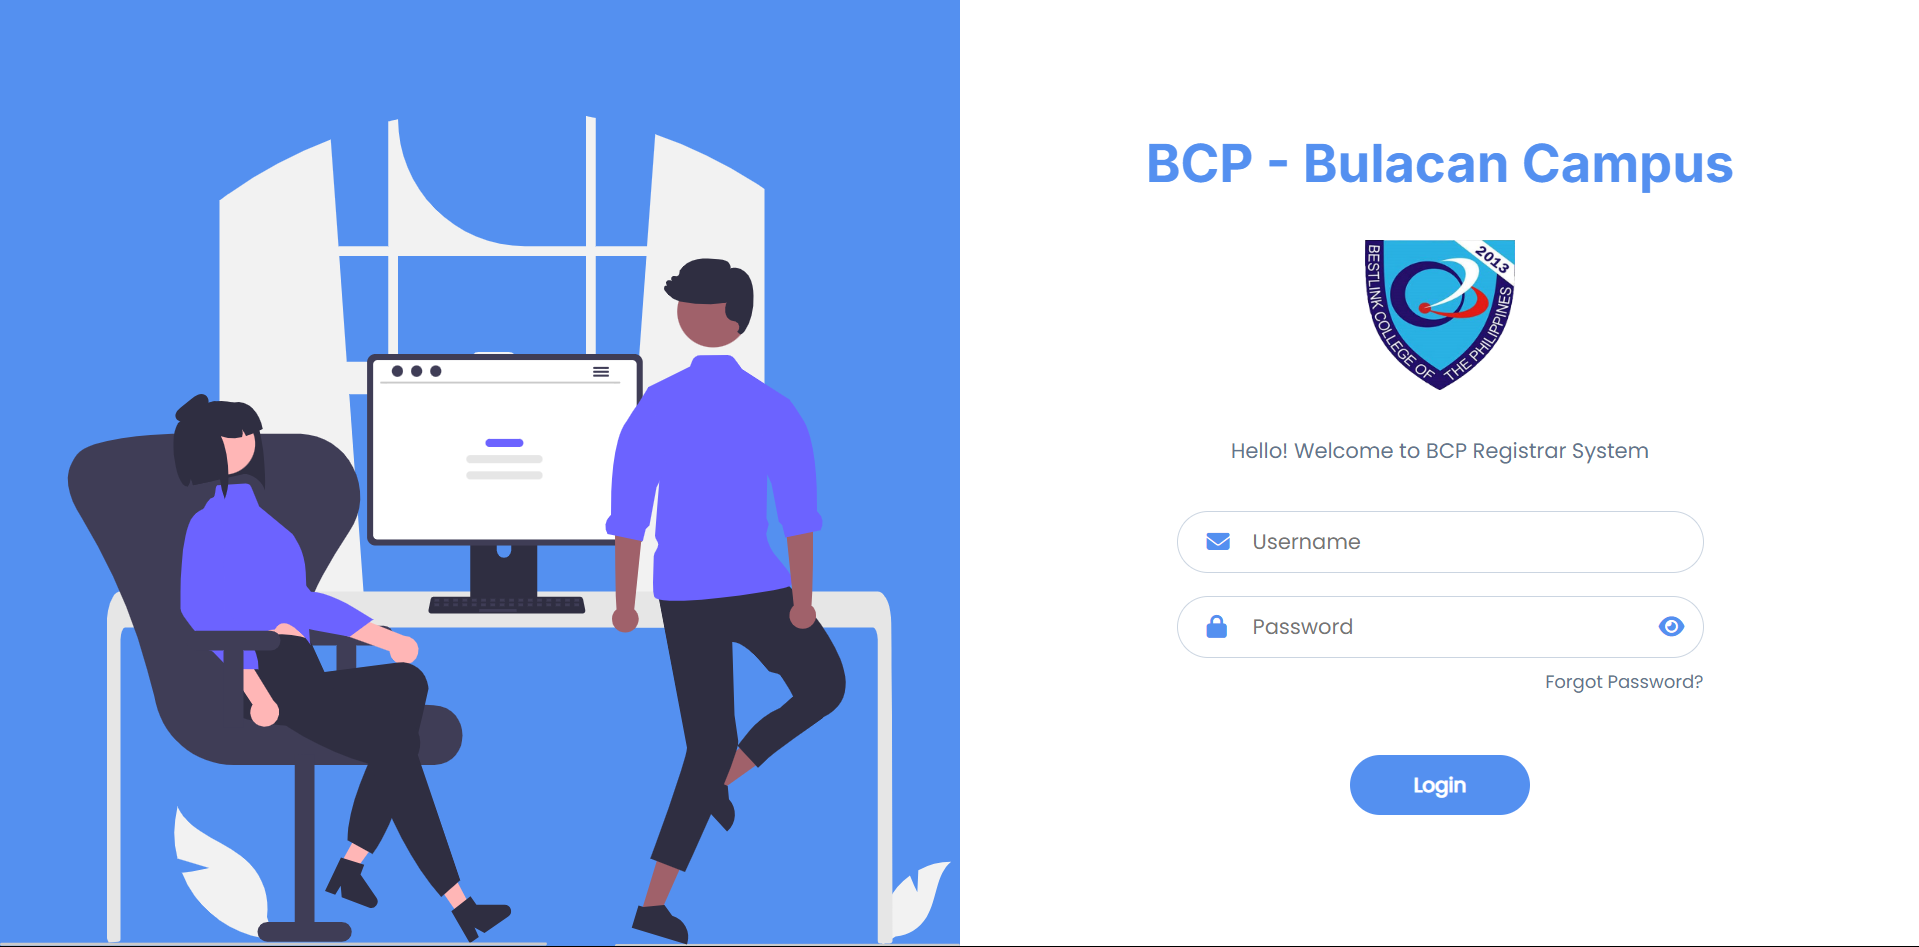 BCP - Bulacan Campus
2013
BESTLINK COLLEGE OF THE PHILIPPINES
Hello! Welcome to BCP Registrar System
Username
Password
Forgot Password?
Login